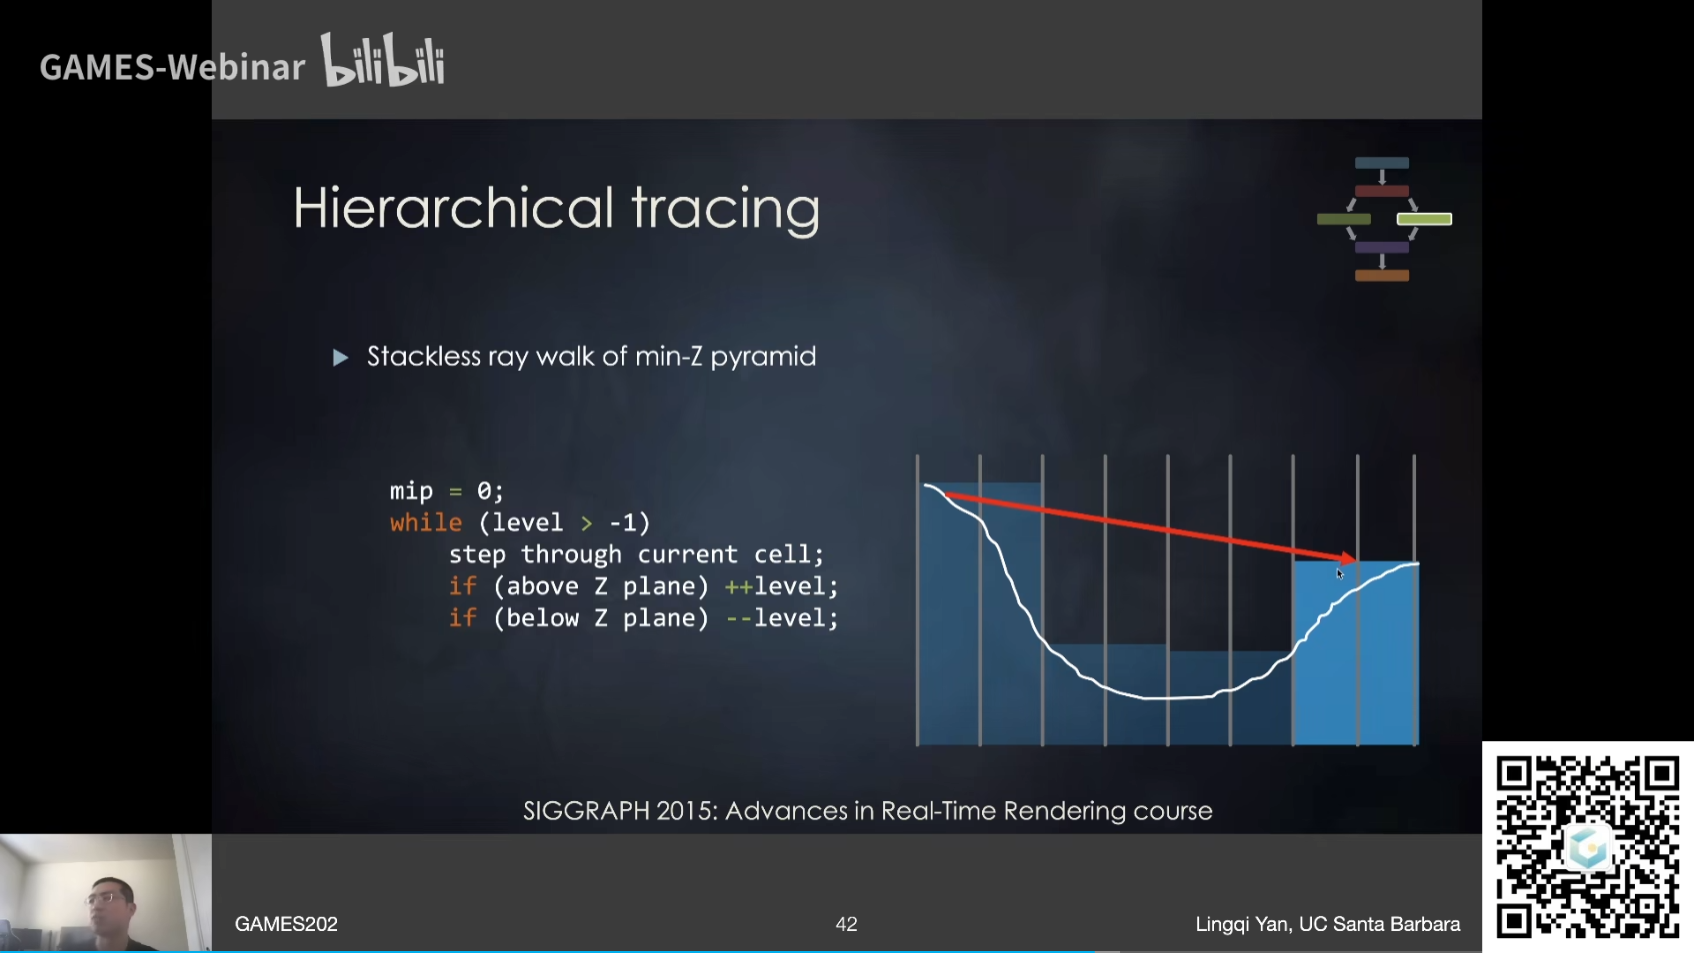 GAMES-Webinar bilibili
Hierarchical tracing
Stackless ray walk of min-Z pyramid
mip = 0;
while (level > -1)
step through current cell;
if (above Z plane) ++level;
if (below Z plane) --level;
SIGGRAPH 2015: Advances in Real-Time Rendering course
GAMES202
42
Lingqi Yan, UC Santa Barbara